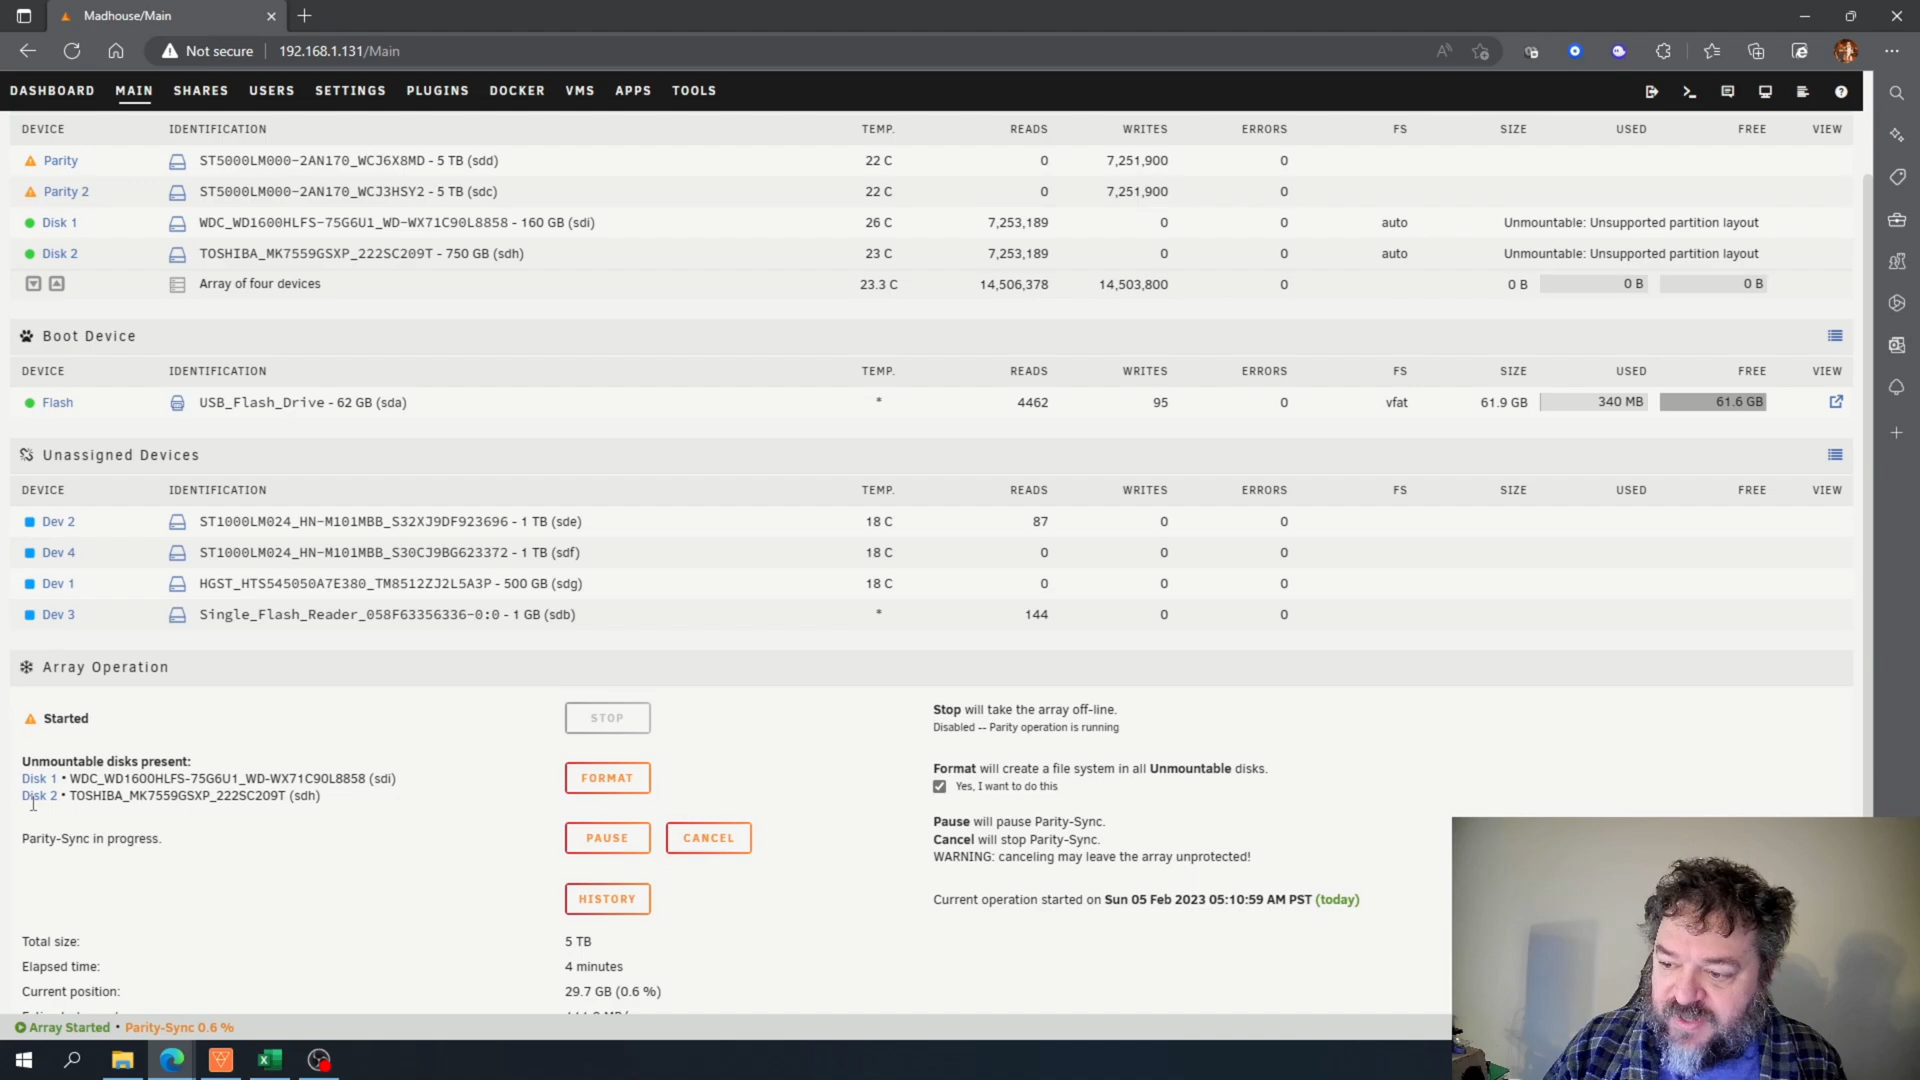 Madhouse/Main
Not secure 192.168.1.131/Main
DASHBOARD MAIN SHARES USERS SETTINGS PLUGINS DOCKER VMS APPS TOOLS
DEVICE IDENTIFICATION TEMP. READS WRITES ERRORS FS SIZE USED FREE VIEW
Parity ST5000LM000-2AN170_WCJ6X8MD - 5 TB (sdd) 22 C 0 7,251,900 0
Parity 2 ST5000LM000-2AN170_WCJ3HSY2 - 5 TB (sdc) 22 C 0 7,251,900 0
Disk 1 WDC_WD1600HLFS-75G6U1_WD-WX71C90L8858 - 160 GB (sdi) 26 C 7,253,189 0 0 auto Unmountable: Unsupported partition layout
Disk 2 TOSHIBA_MK7559GSXP_222SC209T - 750 GB (sdh) 23 C 7,253,189 0 0 auto Unmountable: Unsupported partition layout
Array of four devices 23.3 C 14,506,378 14,503,800 0 0 B 0 B 0 B
Boot Device
DEVICE IDENTIFICATION TEMP. READS WRITES ERRORS FS SIZE USED FREE VIEW
Flash USB_Flash_Drive - 62 GB (sda) * 4462 95 0 vfat 61.9 GB 340 MB 61.6 GB
Unassigned Devices
DEVICE IDENTIFICATION TEMP. READS WRITES ERRORS FS SIZE USED FREE VIEW
Dev 2 ST1000LM024_HN-M101MBB_S32XJ9DF923696 - 1 TB (sde) 18 C 87 0 0
Dev 4 ST1000LM024_HN-M101MBB_S30CJ9BG623372 - 1 TB (sdf) 18 C 0 0 0
Dev 1 HGST_HTS545050A7E380_TM8512ZJ2L5A3P - 500 GB (sdg) 18 C 0 0 0
Dev 3 Single_Flash_Reader_058F63356336-0:0 - 1 GB (sdb) * 144 0 0
Array Operation
Started STOP Stop will take the array off-line.
Disabled -- Parity operation is running
Unmountable disks present:
Disk 1 • WDC_WD1600HLFS-75G6U1_WD-WX71C90L8858 (sdi)
Disk 2 • TOSHIBA_MK7559GSXP_222SC209T (sdh)
FORMAT Format will create a file system in all Unmountable disks.
Yes, I want to do this
Parity-Sync in progress. PAUSE CANCEL Pause will pause Parity-Sync.
Cancel will stop Parity-Sync.
WARNING: canceling may leave the array unprotected!
HISTORY Current operation started on Sun 05 Feb 2023 05:10:59 AM PST (today)
Total size: 5 TB
Elapsed time: 4 minutes
Current position: 29.7 GB (0.6 %)
Array Started • Parity-Sync 0.6 %